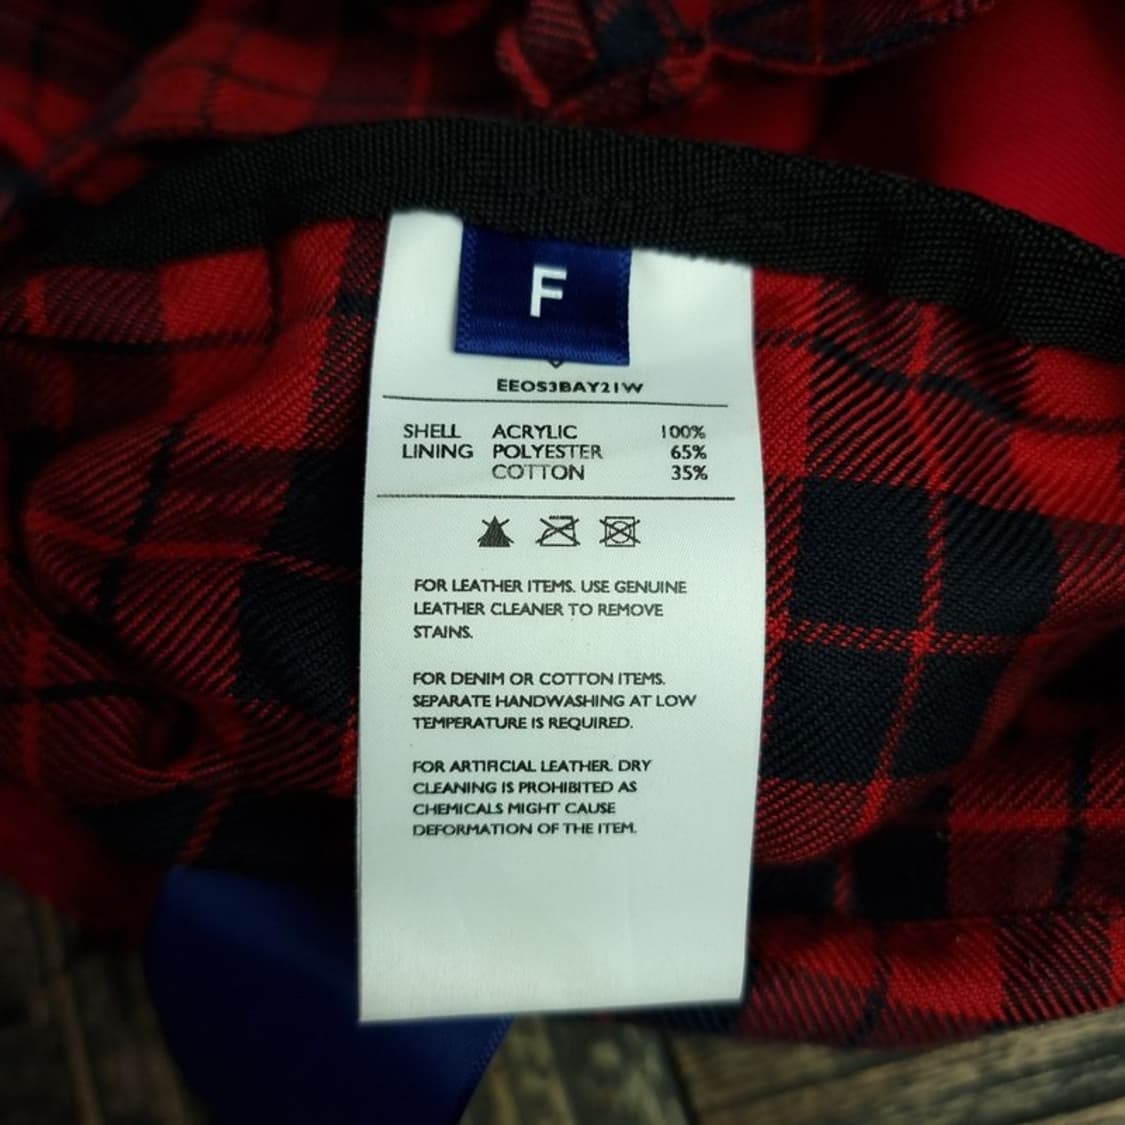 F
EEOS3BAY21W
SHELL ACRYLIC 100%
LINING POLYESTER 65%
COTTON 35%
FOR LEATHER ITEMS. USE GENUINE
LEATHER CLEANER TO REMOVE
STAINS.
FOR DENIM OR COTTON ITEMS.
SEPARATE HANDWASHING AT LOW
TEMPERATURE IS REQUIRED.
FOR ARTIFICIAL LEATHER. DRY
CLEANING IS PROHIBITED AS
CHEMICALS MIGHT CAUSE
DEFORMATION OF THE ITEM.